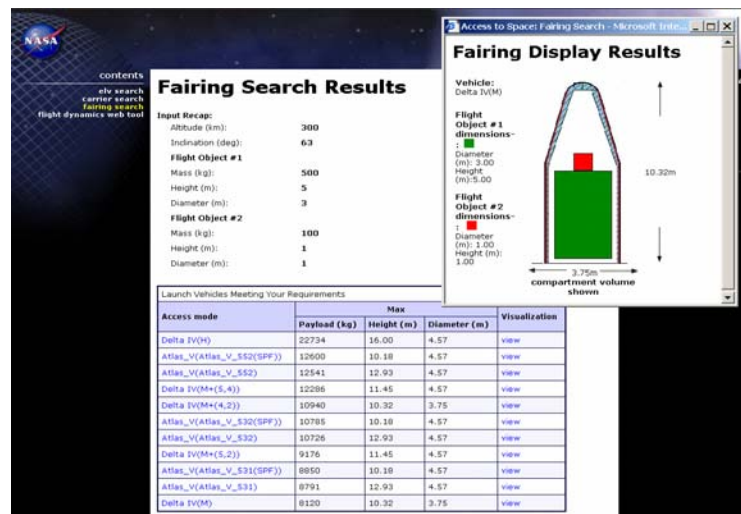 NASA
contents
elv search
carrier search
fairing search
flight dynamics web tool
Fairing Search Results
Input Recap:
Altitude (km): 300
Inclination (deg): 63
Flight Object #1
Mass (kg): 500
Height (m): 5
Diameter (m): 3
Flight Object #2
Mass (kg): 100
Height (m): 1
Diameter (m): 1
Launch Vehicles Meeting Your Requirements
Access mode Max Visualization
Payload (kg) Height (m) Diameter (m)
Delta IV(H) 22734 16.00 4.57 view
Atlas_V(Atlas_V_552(SPF)) 12600 10.18 4.57 view
Atlas_V(Atlas_V_552) 12541 12.93 4.57 view
Delta IV(M+(5,4)) 12286 11.45 4.57 view
Delta IV(M+(4,2)) 10940 10.32 3.75 view
Atlas_V(Atlas_V_532(SPF)) 10785 10.18 4.57 view
Atlas_V(Atlas_V_532) 10726 12.93 4.57 view
Delta IV(M+(5,2)) 9176 11.45 4.57 view
Atlas_V(Atlas_V_531(SPF)) 8850 10.18 4.57 view
Atlas_V(Atlas_V_531) 8791 12.93 4.57 view
Delta IV(M) 8120 10.32 3.75 view
Access to Space: Fairing Search - Microsoft Inte...
Fairing Display Results
Vehicle:
Delta IV(M)
Flight
Object #1
dimensions-
:
Diameter
(m): 3.00
Height
(m):5.00
Flight
Object #2
dimensions-
:
Diameter
(m): 1.00
Height (m):
1.00
10.32m
3.75m
compartment volume
shown